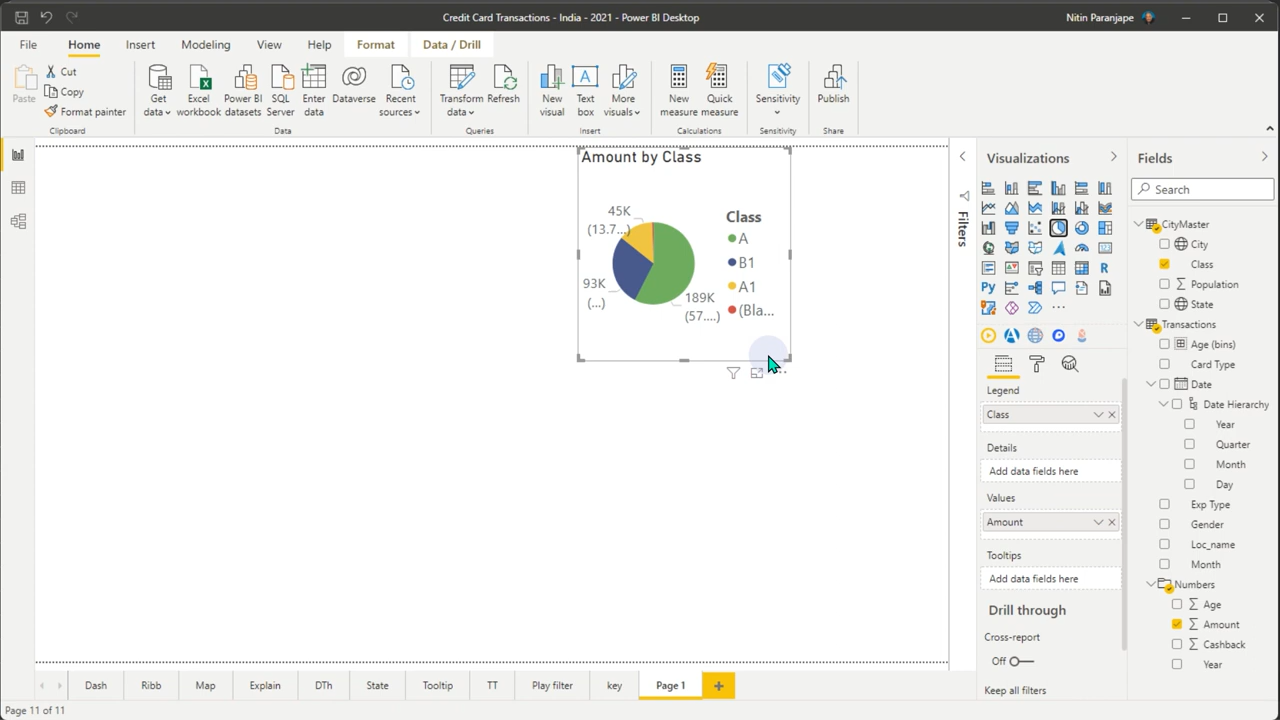 Credit Card Transactions - India - 2021 - Power BI Desktop
Nitin Paranjape
File Home Insert Modeling View Help Format Data / Drill
Paste
Cut
Copy
Format painter
Clipboard
Get data
Excel workbook
Power BI datasets
SQL Server
Enter data
Dataverse
Recent sources
Data
Transform data
Refresh
Queries
New visual
Text box
More visuals
Insert
New measure
Quick measure
Calculations
Sensitivity
Sensitivity
Publish
Share
Amount by Class
45K
(13.7...)
93K
(...)
189K
(57....)
Class
A
B1
A1
(Bla...
Filters
Visualizations
R
Py
Legend
Class
Details
Add data fields here
Values
Amount
Tooltips
Add data fields here
Drill through
Cross-report
Off
Keep all filters
Fields
Search
CityMaster
City
Class
Population
State
Transactions
Age (bins)
Card Type
Date
Date Hierarchy
Year
Quarter
Month
Day
Exp Type
Gender
Loc_name
Month
Numbers
Age
Amount
Cashback
Year
Dash Ribb Map Explain DTh State Tooltip TT Play filter key Page 1
Page 11 of 11